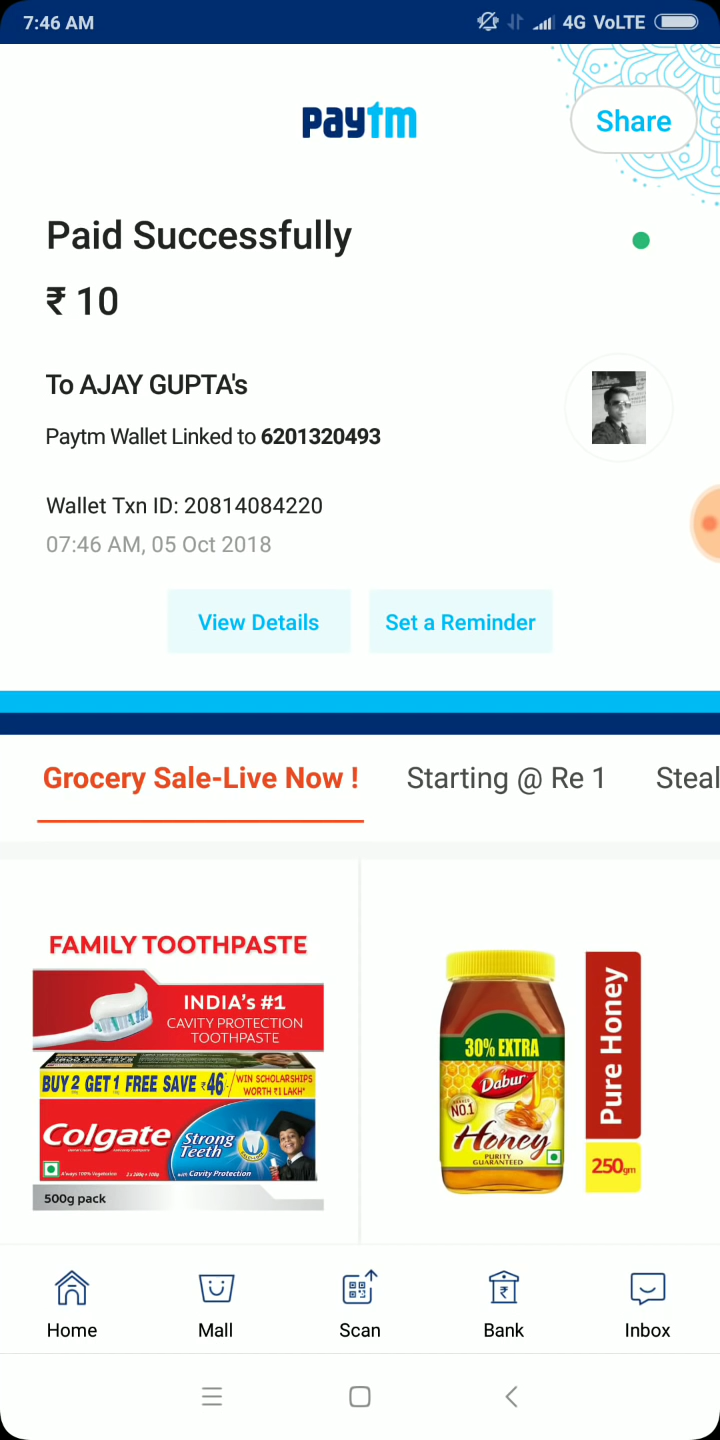 7:46 AM
4G VoLTE
paytm
Share
Paid Successfully
₹ 10
To AJAY GUPTA's
Paytm Wallet Linked to 6201320493
Wallet Txn ID: 20814084220
07:46 AM, 05 Oct 2018
View Details
Set a Reminder
Grocery Sale-Live Now !
Starting @ Re 1
Steal
FAMILY TOOTHPASTE
INDIA's #1
CAVITY PROTECTION
TOOTHPASTE
BUY 2 GET 1 FREE SAVE ₹46
WIN SCHOLARSHIPS
WORTH ₹1 LAKH*
Colgate
Strong
Teeth
with Cavity Protection
500g pack
30% EXTRA
Dabur
NO.1
Honey
PURITY
GUARANTEED
Pure Honey
250gm
Home
Mall
Scan
Bank
Inbox